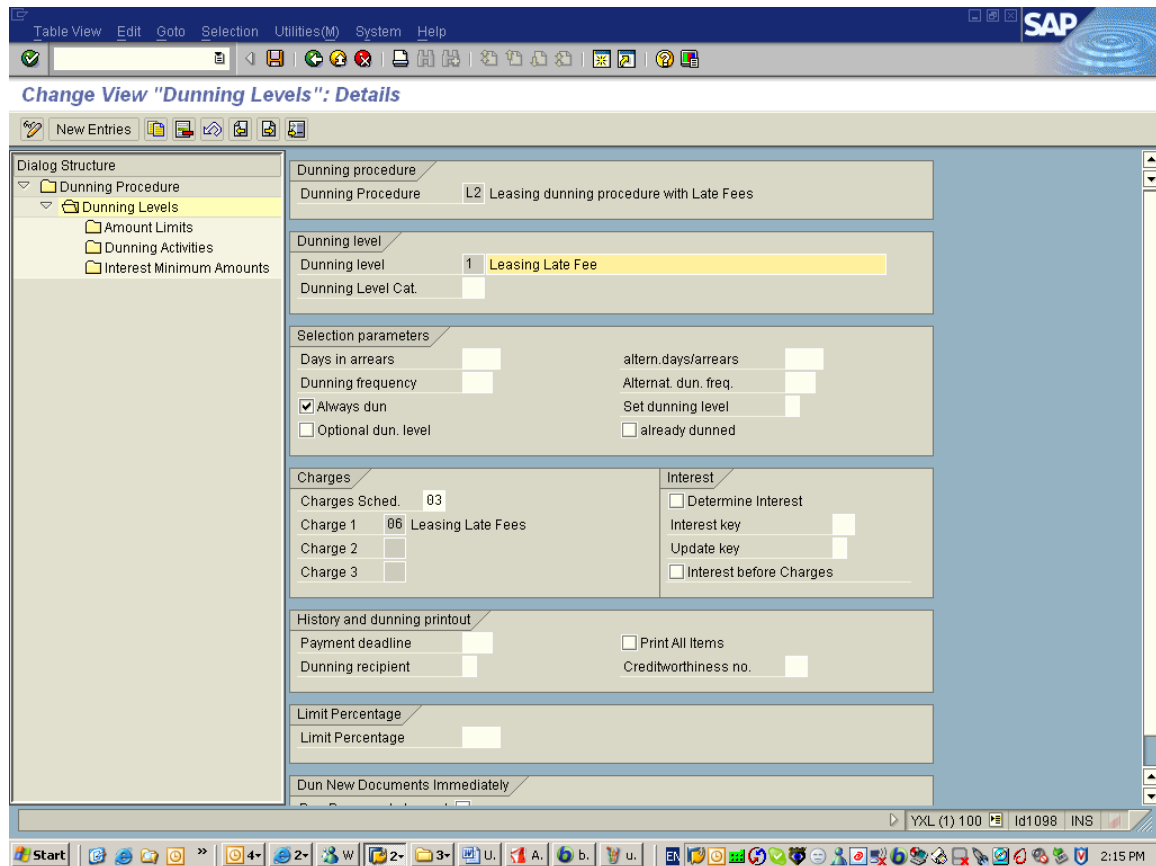 Table View Edit Goto Selection Utilities(M) System Help
SAP
Change View "Dunning Levels": Details
New Entries
Dialog Structure
Dunning Procedure
Dunning Levels
Amount Limits
Dunning Activities
Interest Minimum Amounts
Dunning procedure
Dunning Procedure L2 Leasing dunning procedure with Late Fees
Dunning level
Dunning level 1 Leasing Late Fee
Dunning Level Cat.
Selection parameters
Days in arrears altern.days/arrears
Dunning frequency Alternat. dun. freq.
Always dun Set dunning level
Optional dun. level already dunned
Charges Interest
Charges Sched. 03 Determine Interest
Charge 1 06 Leasing Late Fees Interest key
Charge 2 Update key
Charge 3 Interest before Charges
History and dunning printout
Payment deadline Print All Items
Dunning recipient Creditworthiness no.
Limit Percentage
Limit Percentage
Dun New Documents Immediately
YXL (1) 100 ld1098 INS
Start » 4 2 W 2 3 U. A. b. u. EN 2:15 PM